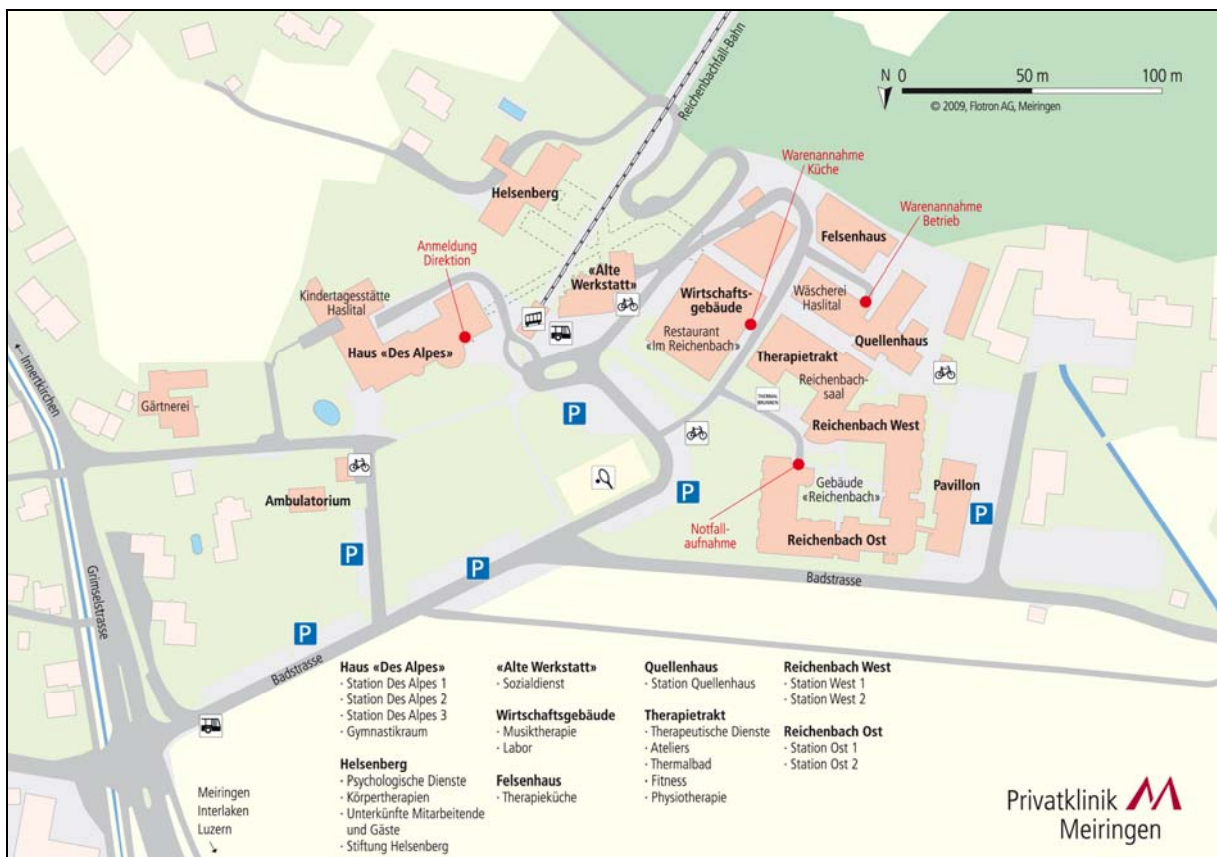 Reichenbachfall-Bahn
N 0 50 m 100 m
© 2009, Flotron AG, Meiringen
Warenannahme
Küche
Warenannahme
Betrieb
Helsenberg
Felsenhaus
Anmeldung
Direktion
«Alte
Werkstatt»
Kindertagesstätte
Haslital
Wirtschafts-
gebäude
Wäscherei
Haslital
Restaurant
«Im Reichenbach»
Haus «Des Alpes»
Quellenhaus
Therapietrakt
Reichenbach-
saal
← Innertkirchen
Gärtnerei
P
THERMAL
BRUNNEN
Reichenbach West
Ambulatorium
P
Gebäude
«Reichenbach»
Pavillon
P
Notfall-
aufnahme
Reichenbach Ost
P
P
Badstrasse
Grimselstrasse
P
Badstrasse
Haus «Des Alpes»
· Station Des Alpes 1
· Station Des Alpes 2
· Station Des Alpes 3
· Gymnastikraum
Helsenberg
· Psychologische Dienste
· Körpertherapien
· Unterkünfte Mitarbeitende
und Gäste
· Stiftung Helsenberg
«Alte Werkstatt»
· Sozialdienst
Wirtschaftsgebäude
· Musiktherapie
· Labor
Felsenhaus
· Therapieküche
Quellenhaus
· Station Quellenhaus
Therapietrakt
· Therapeutische Dienste
· Ateliers
· Thermalbad
· Fitness
· Physiotherapie
Reichenbach West
· Station West 1
· Station West 2
Reichenbach Ost
· Station Ost 1
· Station Ost 2
Meiringen
Interlaken
Luzern
Privatklinik
Meiringen